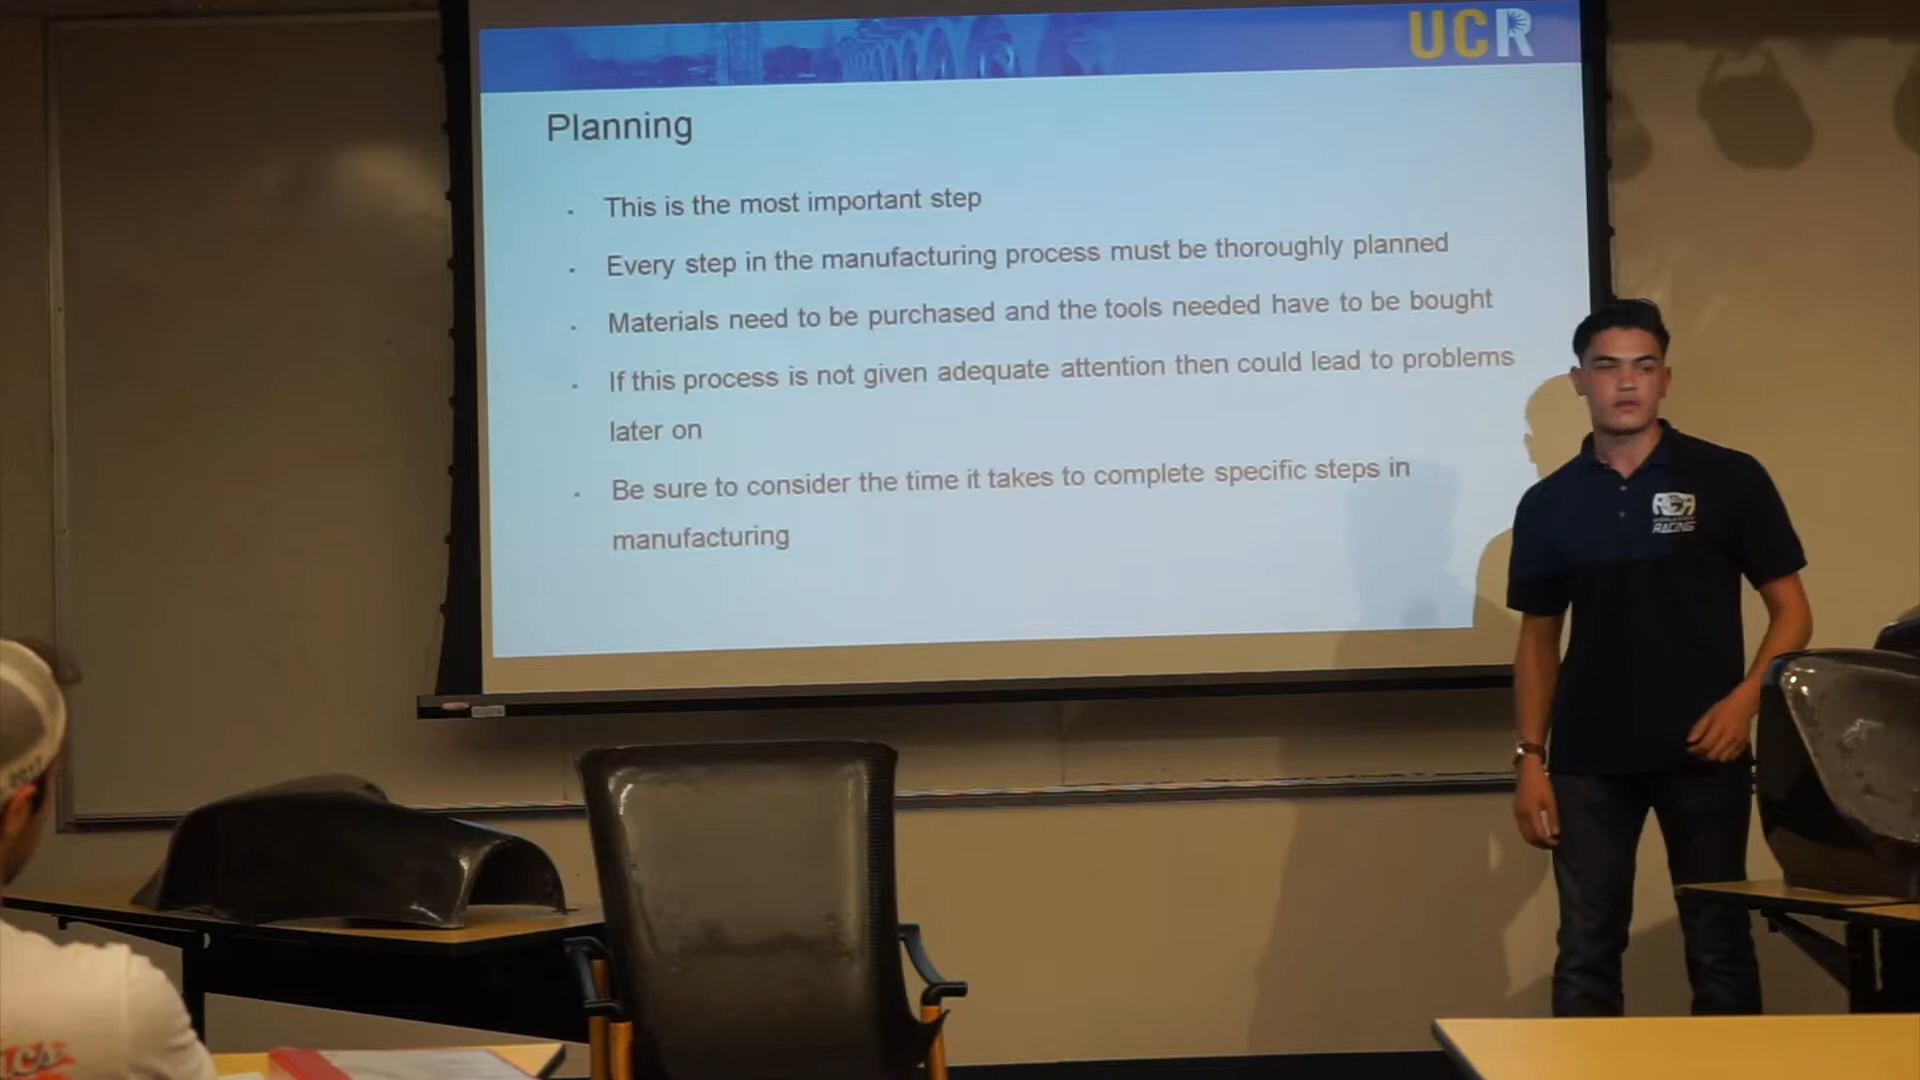 UCR
Planning
This is the most important step
Every step in the manufacturing process must be thoroughly planned
Materials need to be purchased and the tools needed have to be bought
If this process is not given adequate attention then could lead to problems
later on
Be sure to consider the time it takes to complete specific steps in
manufacturing
RACING
2017